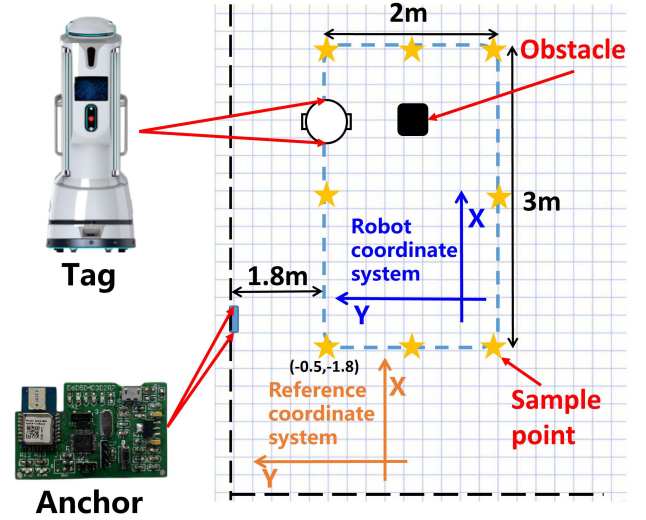 2m
Obstacle
3m
X
Robot
coordinate
system
Tag
1.8m
Y
(-0.5,-1.8)
Reference
coordinate
system
X
Sample
point
Y
Anchor